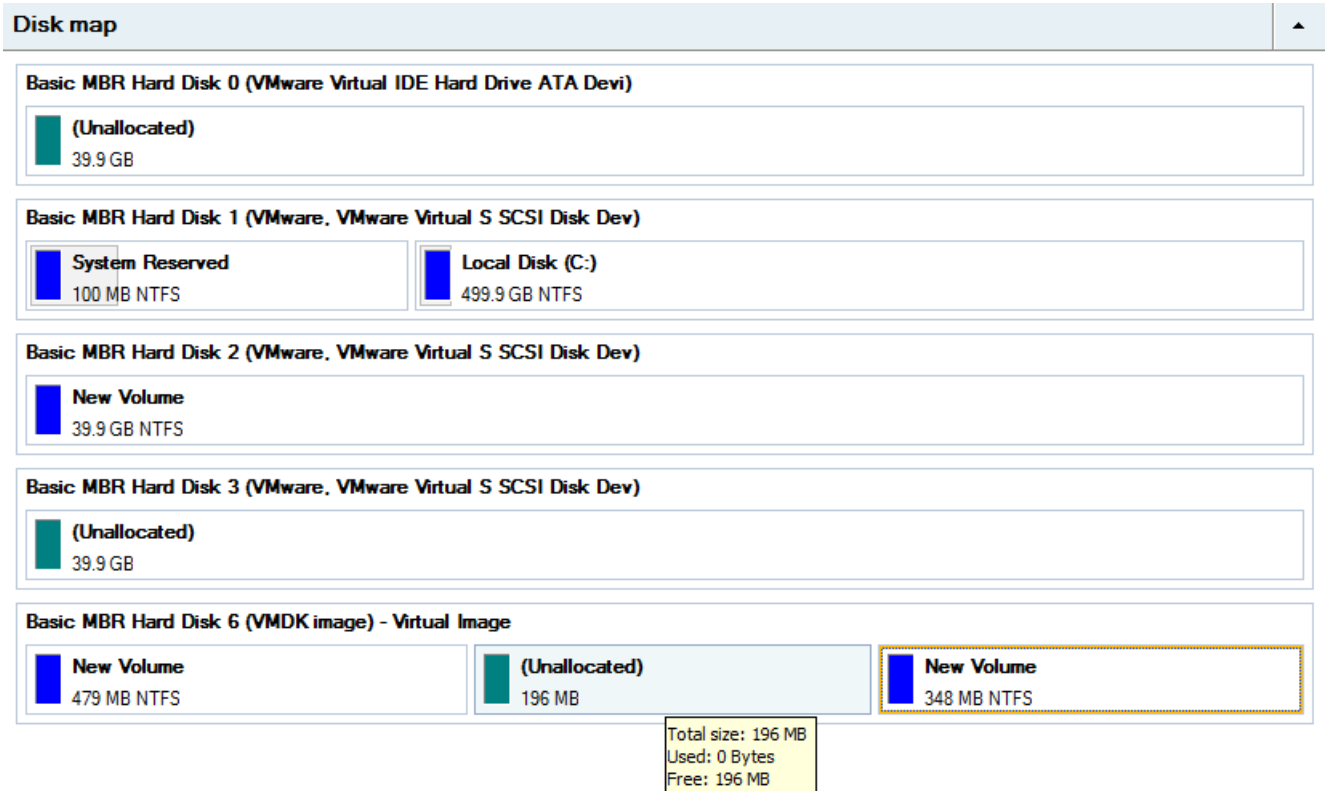 Disk map
Basic MBR Hard Disk 0 (VMware Virtual IDE Hard Drive ATA Devi)
(Unallocated)
39.9 GB
Basic MBR Hard Disk 1 (VMware, VMware Virtual S SCSI Disk Dev)
System Reserved
100 MB NTFS
Local Disk (C:)
499.9 GB NTFS
Basic MBR Hard Disk 2 (VMware, VMware Virtual S SCSI Disk Dev)
New Volume
39.9 GB NTFS
Basic MBR Hard Disk 3 (VMware, VMware Virtual S SCSI Disk Dev)
(Unallocated)
39.9 GB
Basic MBR Hard Disk 6 (VMDK image) - Virtual Image
New Volume
479 MB NTFS
(Unallocated)
196 MB
New Volume
348 MB NTFS
Total size: 196 MB
Used: 0 Bytes
Free: 196 MB